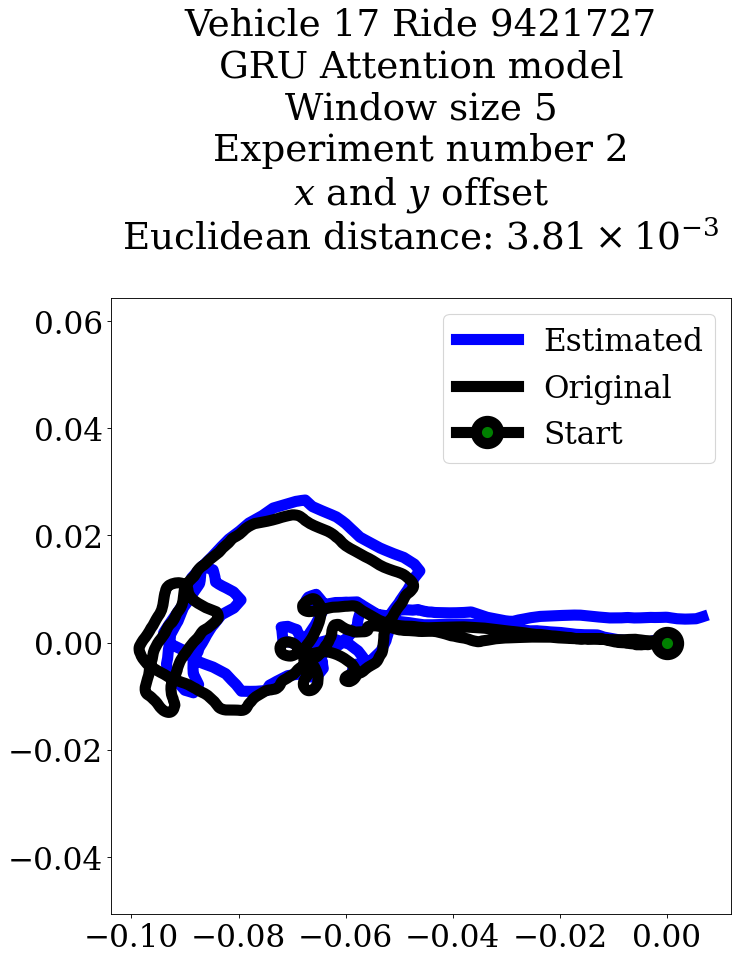 Vehicle 17 Ride 9421727
GRU Attention model
Window size 5
Experiment number 2
x and y offset
Euclidean distance: 3.81 × 10⁻³
Estimated
Original
Start
0.06
0.04
0.02
0.00
−0.02
−0.04
−0.10 −0.08 −0.06 −0.04 −0.02 0.00